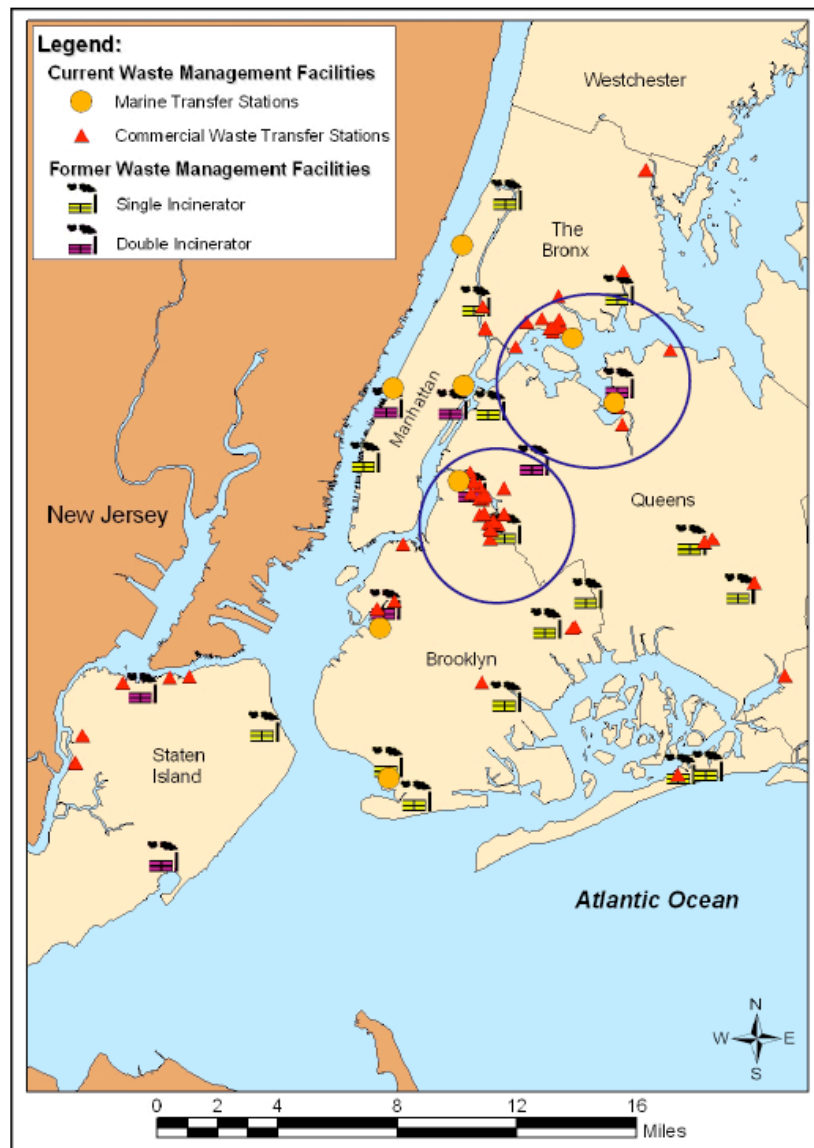 Legend:
Current Waste Management Facilities
Marine Transfer Stations
Commercial Waste Transfer Stations
Former Waste Management Facilities
Single Incinerator
Double Incinerator
Westchester
The
Bronx
Manhattan
New Jersey
Queens
Brooklyn
Staten
Island
Atlantic Ocean
N
W E
S
0 2 4 8 12 16
Miles